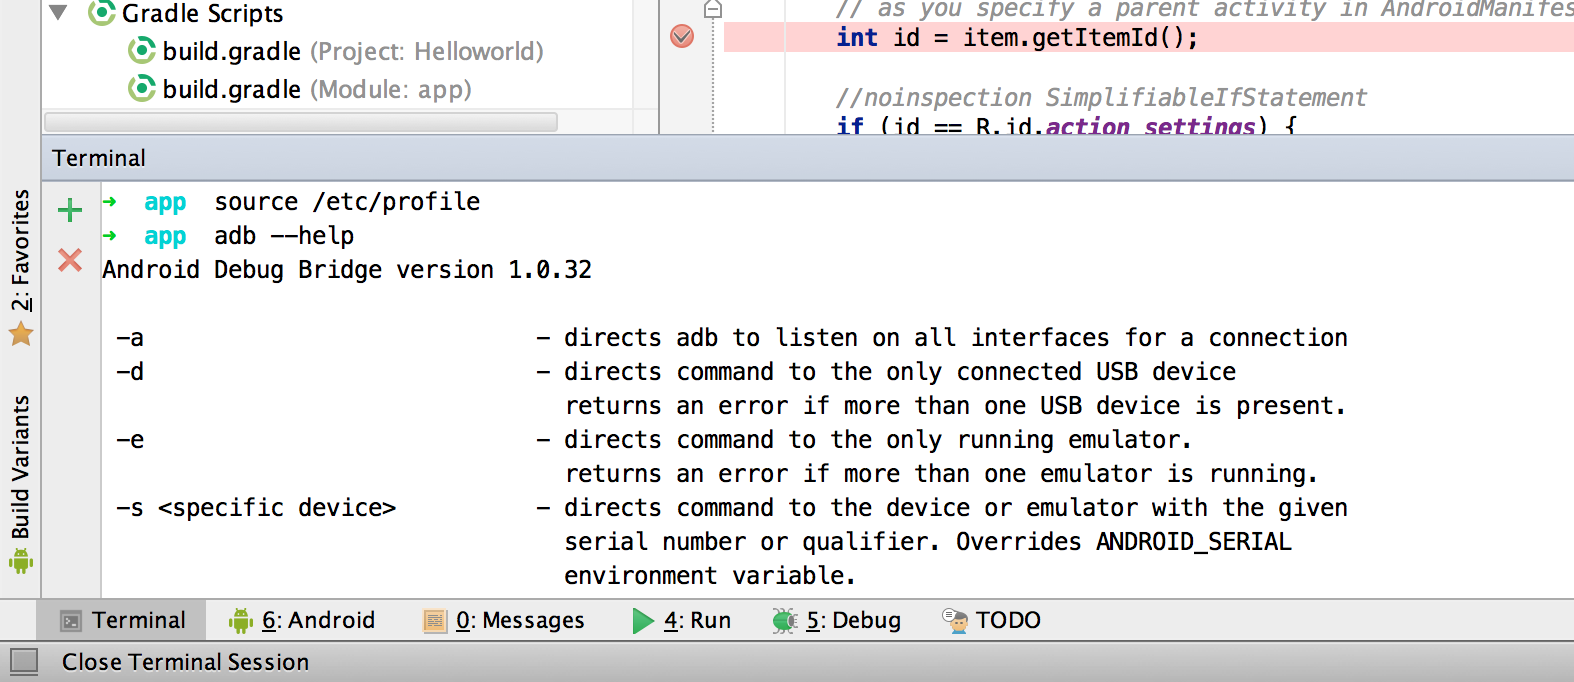 Gradle Scripts
build.gradle (Project: Helloworld)
build.gradle (Module: app)
// as you specify a parent activity in AndroidManifes
int id = item.getItemId();
//noinspection SimplifiableIfStatement
if (id == R.id.action_settings) {
Terminal
2: Favorites
Build Variants
➜ app source /etc/profile
➜ app adb --help
Android Debug Bridge version 1.0.32
-a - directs adb to listen on all interfaces for a connection
-d - directs command to the only connected USB device
returns an error if more than one USB device is present.
-e - directs command to the only running emulator.
returns an error if more than one emulator is running.
-s <specific device> - directs command to the device or emulator with the given
serial number or qualifier. Overrides ANDROID_SERIAL
environment variable.
Terminal 6: Android 0: Messages 4: Run 5: Debug TODO
Close Terminal Session